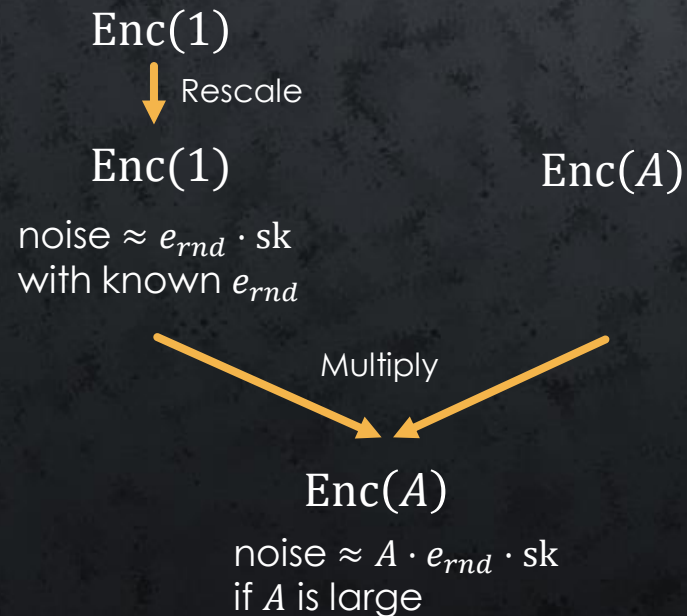 Enc(1)
Rescale
Enc(1)
Enc(A)
noise ≈ e_rnd · sk
with known e_rnd
Multiply
Enc(A)
noise ≈ A · e_rnd · sk
if A is large